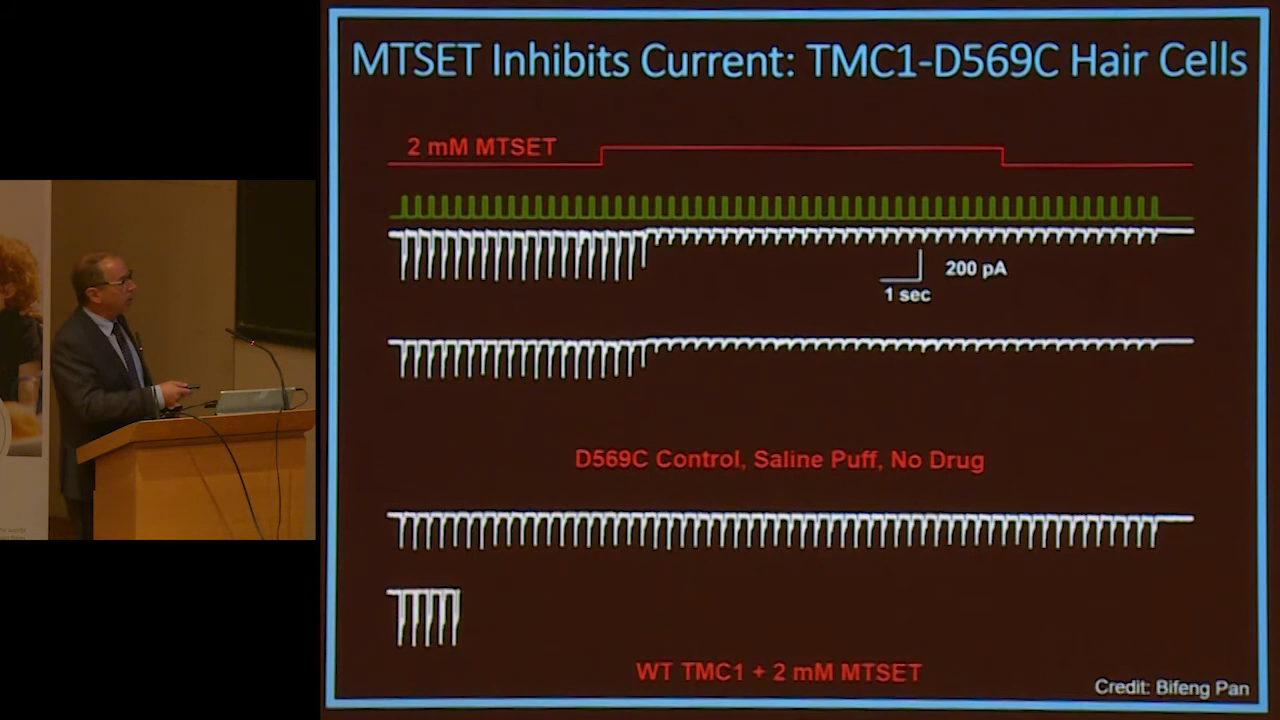 MTSET Inhibits Current: TMC1-D569C Hair Cells
2 mM MTSET
200 pA
1 sec
D569C Control, Saline Puff, No Drug
WT TMC1 + 2 mM MTSET
Credit: Bifeng Pan